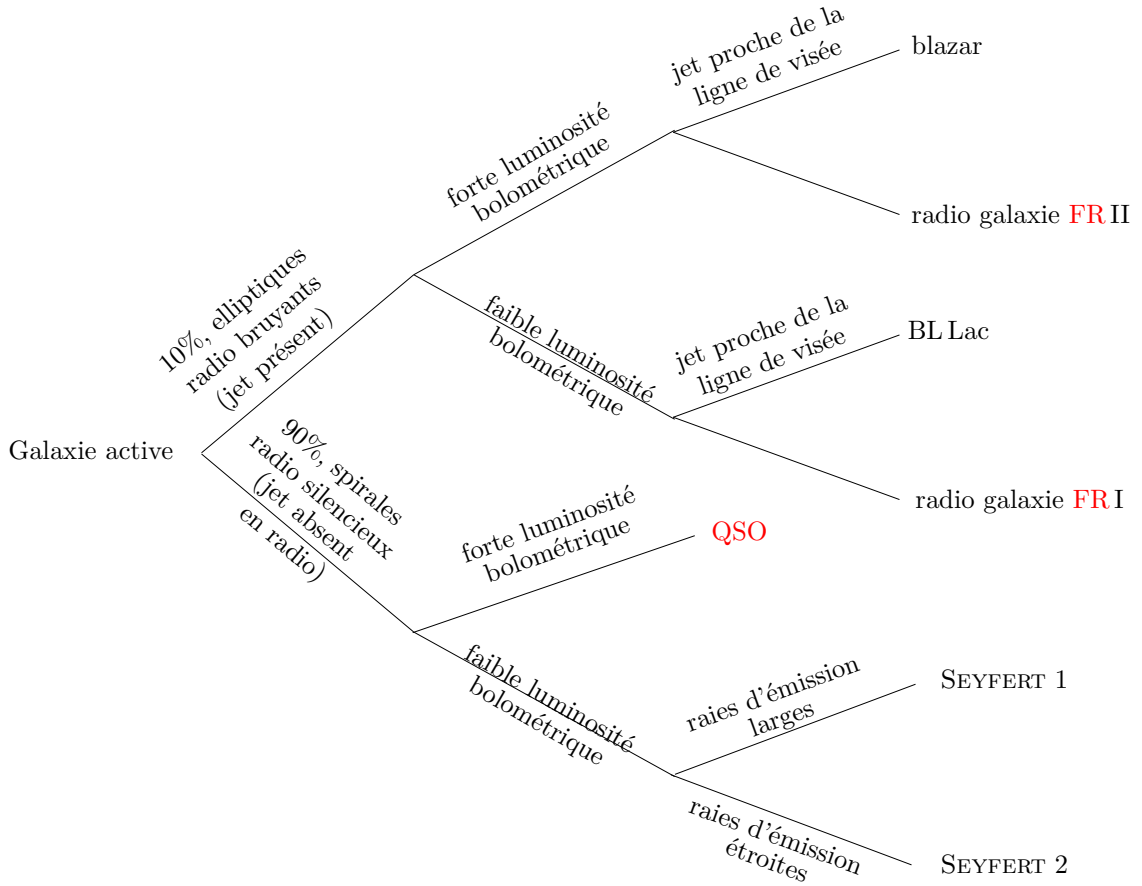 jet proche de la
ligne de visée
blazar
forte luminosité
bolométrique
radio galaxie FR II
10%, elliptiques
radio bruyants
(jet présent)
faible luminosité
bolométrique
jet proche de la
ligne de visée
BL Lac
Galaxie active
90%, spirales
radio silencieux
(jet absent
en radio)
radio galaxie FR I
forte luminosité
bolométrique
QSO
faible luminosité
bolométrique
raies d'émission
larges
SEYFERT 1
raies d'émission
étroites
SEYFERT 2